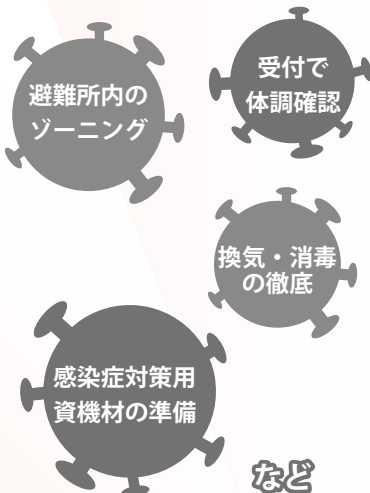 避難所内の
ゾーニング
受付で
体調確認
換気・消毒
の徹底
感染症対策用
資機材の準備
など